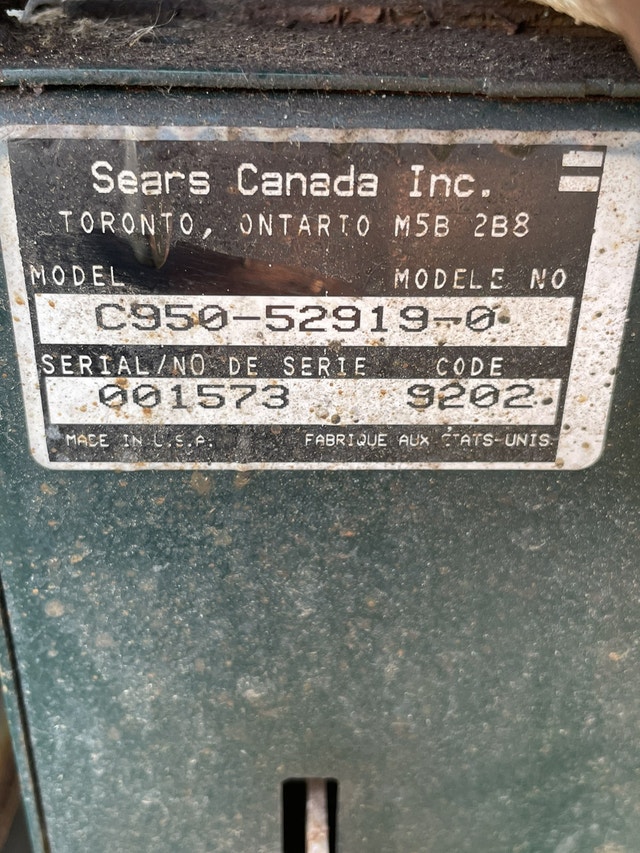 Sears Canada Inc.
TORONTO, ONTARIO M5B 2B8
MODEL MODELE NO
C950-52919-0
SERIAL/NO DE SERIE CODE
001573 9202
MADE IN U.S.A. FABRIQUE AUX ETATS-UNIS